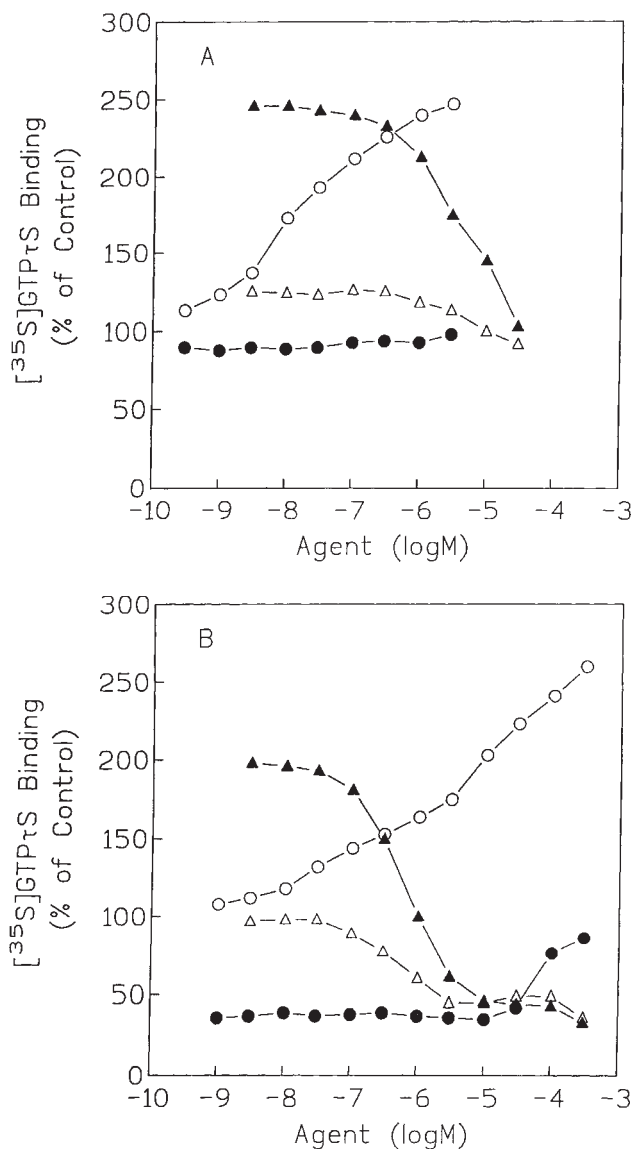 300
A
250
200
150
100
50
0
[³⁵S]GTPτS Binding
(% of Control)
-10 -9 -8 -7 -6 -5 -4 -3
Agent (logM)
300
B
250
200
150
100
50
0
[³⁵S]GTPτS Binding
(% of Control)
-10 -9 -8 -7 -6 -5 -4 -3
Agent (logM)